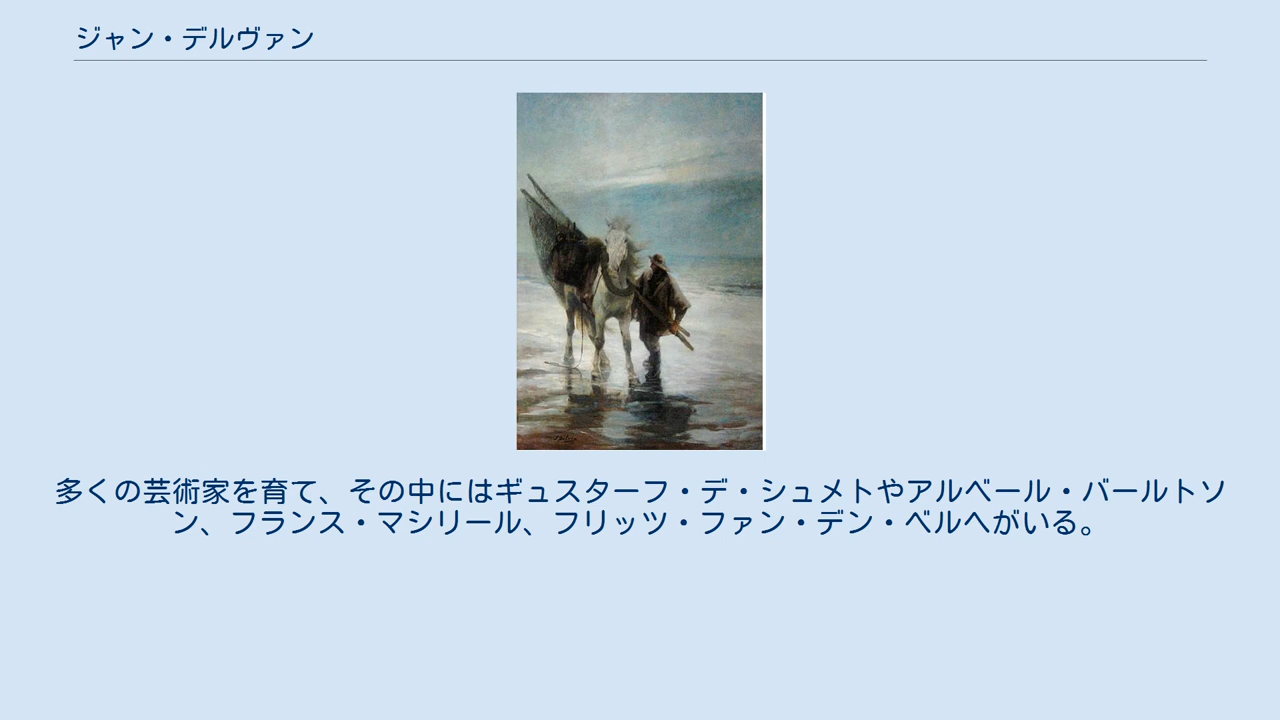 ジャン・デルヴァン
多くの芸術家を育て、その中にはギュスターフ・デ・シュメトやアルベール・バールトソ
ン、フランス・マシリール、フリッツ・ファン・デン・ベルヘがいる。